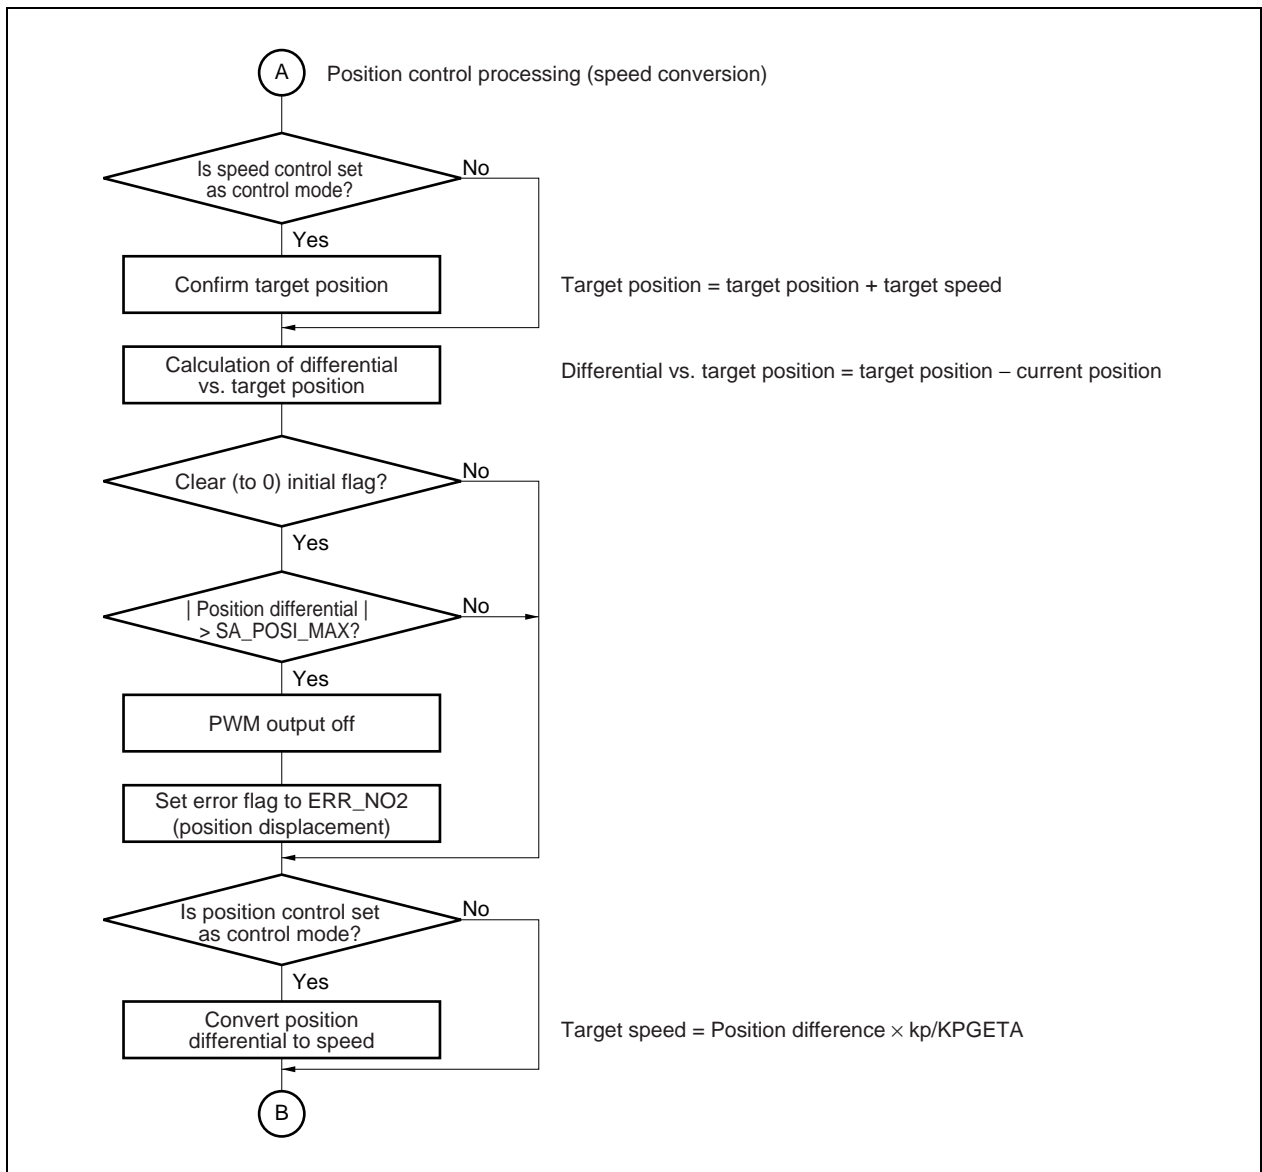 A
Position control processing (speed conversion)
Is speed control set
as control mode?
No
Yes
Confirm target position
Target position = target position + target speed
Calculation of differential
vs. target position
Differential vs. target position = target position − current position
Clear (to 0) initial flag?
No
Yes
| Position differential |
> SA_POSI_MAX?
No
Yes
PWM output off
Set error flag to ERR_NO2
(position displacement)
Is position control set
as control mode?
No
Yes
Convert position
differential to speed
Target speed = Position difference × kp/KPGETA
B